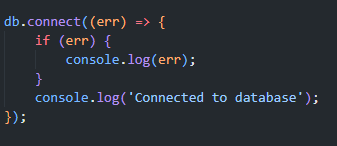 db.connect((err) => {
    if (err) {
        console.log(err);
    }
    console.log('Connected to database');
});